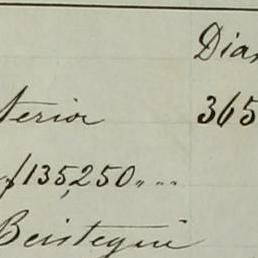 Dia
terior 365
f 135,250,, ...
Beistegui